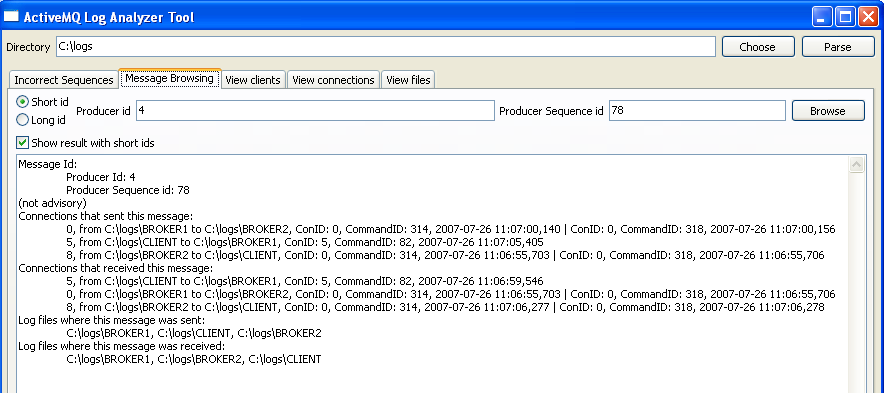 ActiveMQ Log Analyzer Tool
Directory C:\logs Choose Parse
Incorrect Sequences Message Browsing View clients View connections View files
Short id
Long id
Producer id 4 Producer Sequence id 78 Browse
Show result with short ids
Message Id:
Producer Id: 4
Producer Sequence id: 78
(not advisory)
Connections that sent this message:
0, from C:\logs\BROKER1 to C:\logs\BROKER2, ConID: 0, CommandID: 314, 2007-07-26 11:07:00,140 | ConID: 0, CommandID: 318, 2007-07-26 11:07:00,156
5, from C:\logs\CLIENT to C:\logs\BROKER1, ConID: 5, CommandID: 82, 2007-07-26 11:07:05,405
8, from C:\logs\BROKER2 to C:\logs\CLIENT, ConID: 0, CommandID: 314, 2007-07-26 11:06:55,703 | ConID: 0, CommandID: 318, 2007-07-26 11:06:55,706
Connections that received this message:
5, from C:\logs\CLIENT to C:\logs\BROKER1, ConID: 5, CommandID: 82, 2007-07-26 11:06:59,546
0, from C:\logs\BROKER1 to C:\logs\BROKER2, ConID: 0, CommandID: 314, 2007-07-26 11:06:55,703 | ConID: 0, CommandID: 318, 2007-07-26 11:06:55,706
8, from C:\logs\BROKER2 to C:\logs\CLIENT, ConID: 0, CommandID: 314, 2007-07-26 11:07:06,277 | ConID: 0, CommandID: 318, 2007-07-26 11:07:06,278
Log files where this message was sent:
C:\logs\BROKER1, C:\logs\CLIENT, C:\logs\BROKER2
Log files where this message was received:
C:\logs\BROKER1, C:\logs\BROKER2, C:\logs\CLIENT